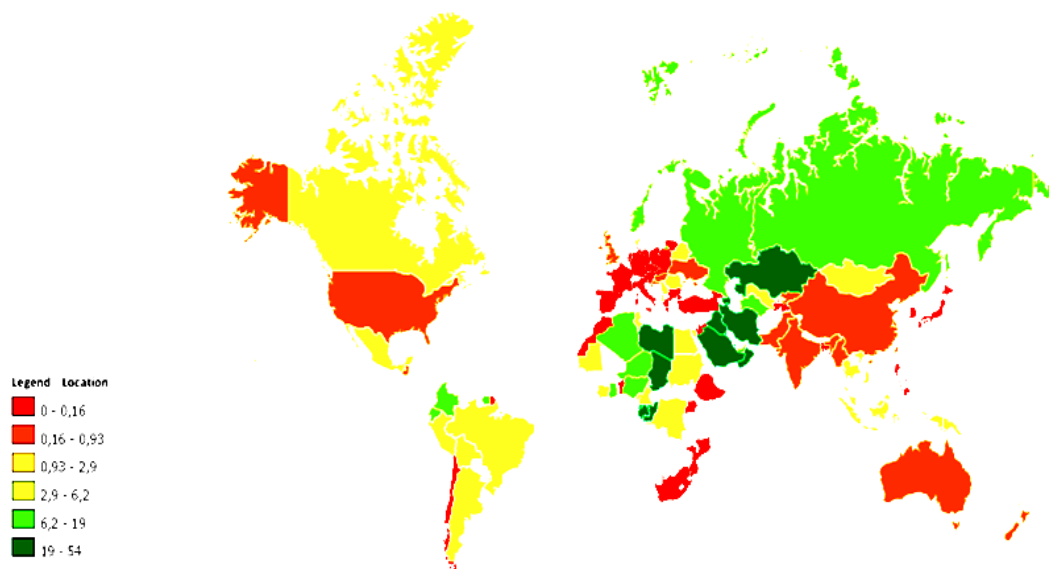 Legend Location
0 - 0,16
0,16 - 0,93
0,93 - 2,9
2,9 - 6,2
6,2 - 19
19 - 54